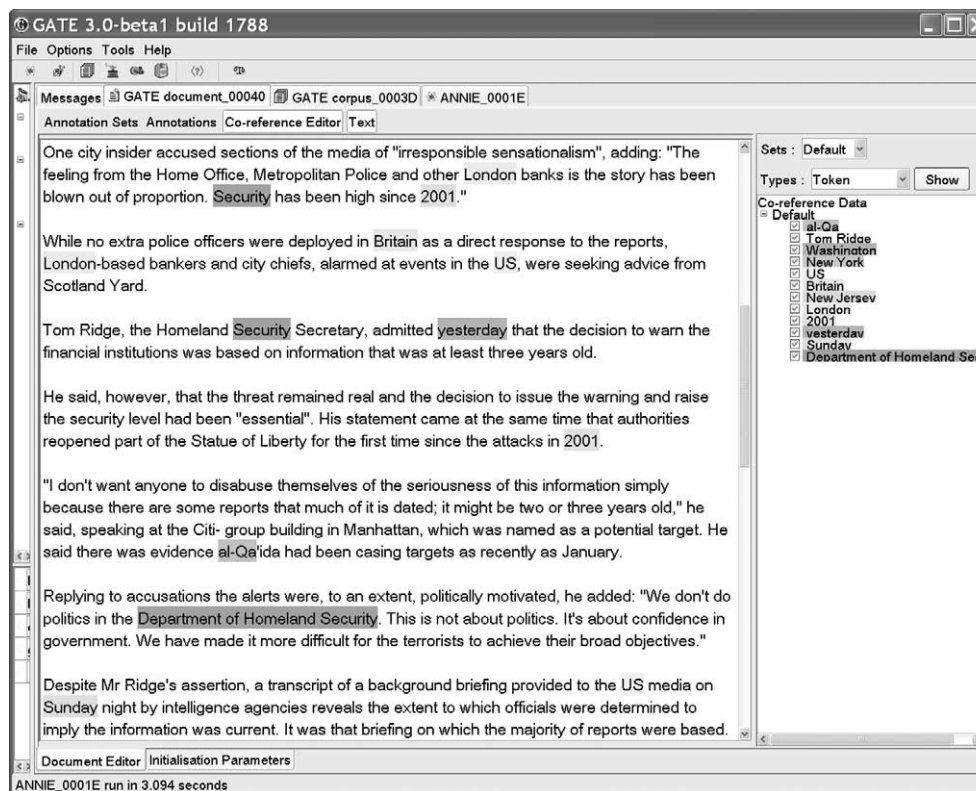 GATE 3.0-beta1 build 1788
File Options Tools Help
Messages GATE document_00040 GATE corpus_0003D ANNIE_0001E
Annotation Sets Annotations Co-reference Editor Text
One city insider accused sections of the media of "irresponsible sensationalism", adding: "The
feeling from the Home Office, Metropolitan Police and other London banks is the story has been
blown out of proportion. Security has been high since 2001."
While no extra police officers were deployed in Britain as a direct response to the reports,
London-based bankers and city chiefs, alarmed at events in the US, were seeking advice from
Scotland Yard.
Tom Ridge, the Homeland Security Secretary, admitted yesterday that the decision to warn the
financial institutions was based on information that was at least three years old.
He said, however, that the threat remained real and the decision to issue the warning and raise
the security level had been "essential". His statement came at the same time that authorities
reopened part of the Statue of Liberty for the first time since the attacks in 2001.
"I don't want anyone to disabuse themselves of the seriousness of this information simply
because there are some reports that much of it is dated; it might be two or three years old," he
said, speaking at the Citi- group building in Manhattan, which was named as a potential target. He
said there was evidence al-Qa'ida had been casing targets as recently as January.
Replying to accusations the alerts were, to an extent, politically motivated, he added: "We don't do
politics in the Department of Homeland Security. This is not about politics. It's about confidence in
government. We have made it more difficult for the terrorists to achieve their broad objectives."
Despite Mr Ridge's assertion, a transcript of a background briefing provided to the US media on
Sunday night by intelligence agencies reveals the extent to which officials were determined to
imply the information was current. It was that briefing on which the majority of reports were based.
Sets : Default
Types : Token Show
Co-reference Data
Default
al-Qa
Tom Ridge
Washington
New York
US
Britain
New Jersey
London
2001
yesterday
Sunday
Department of Homeland Sec
Document Editor Initialisation Parameters
ANNIE_0001E run in 3.094 seconds